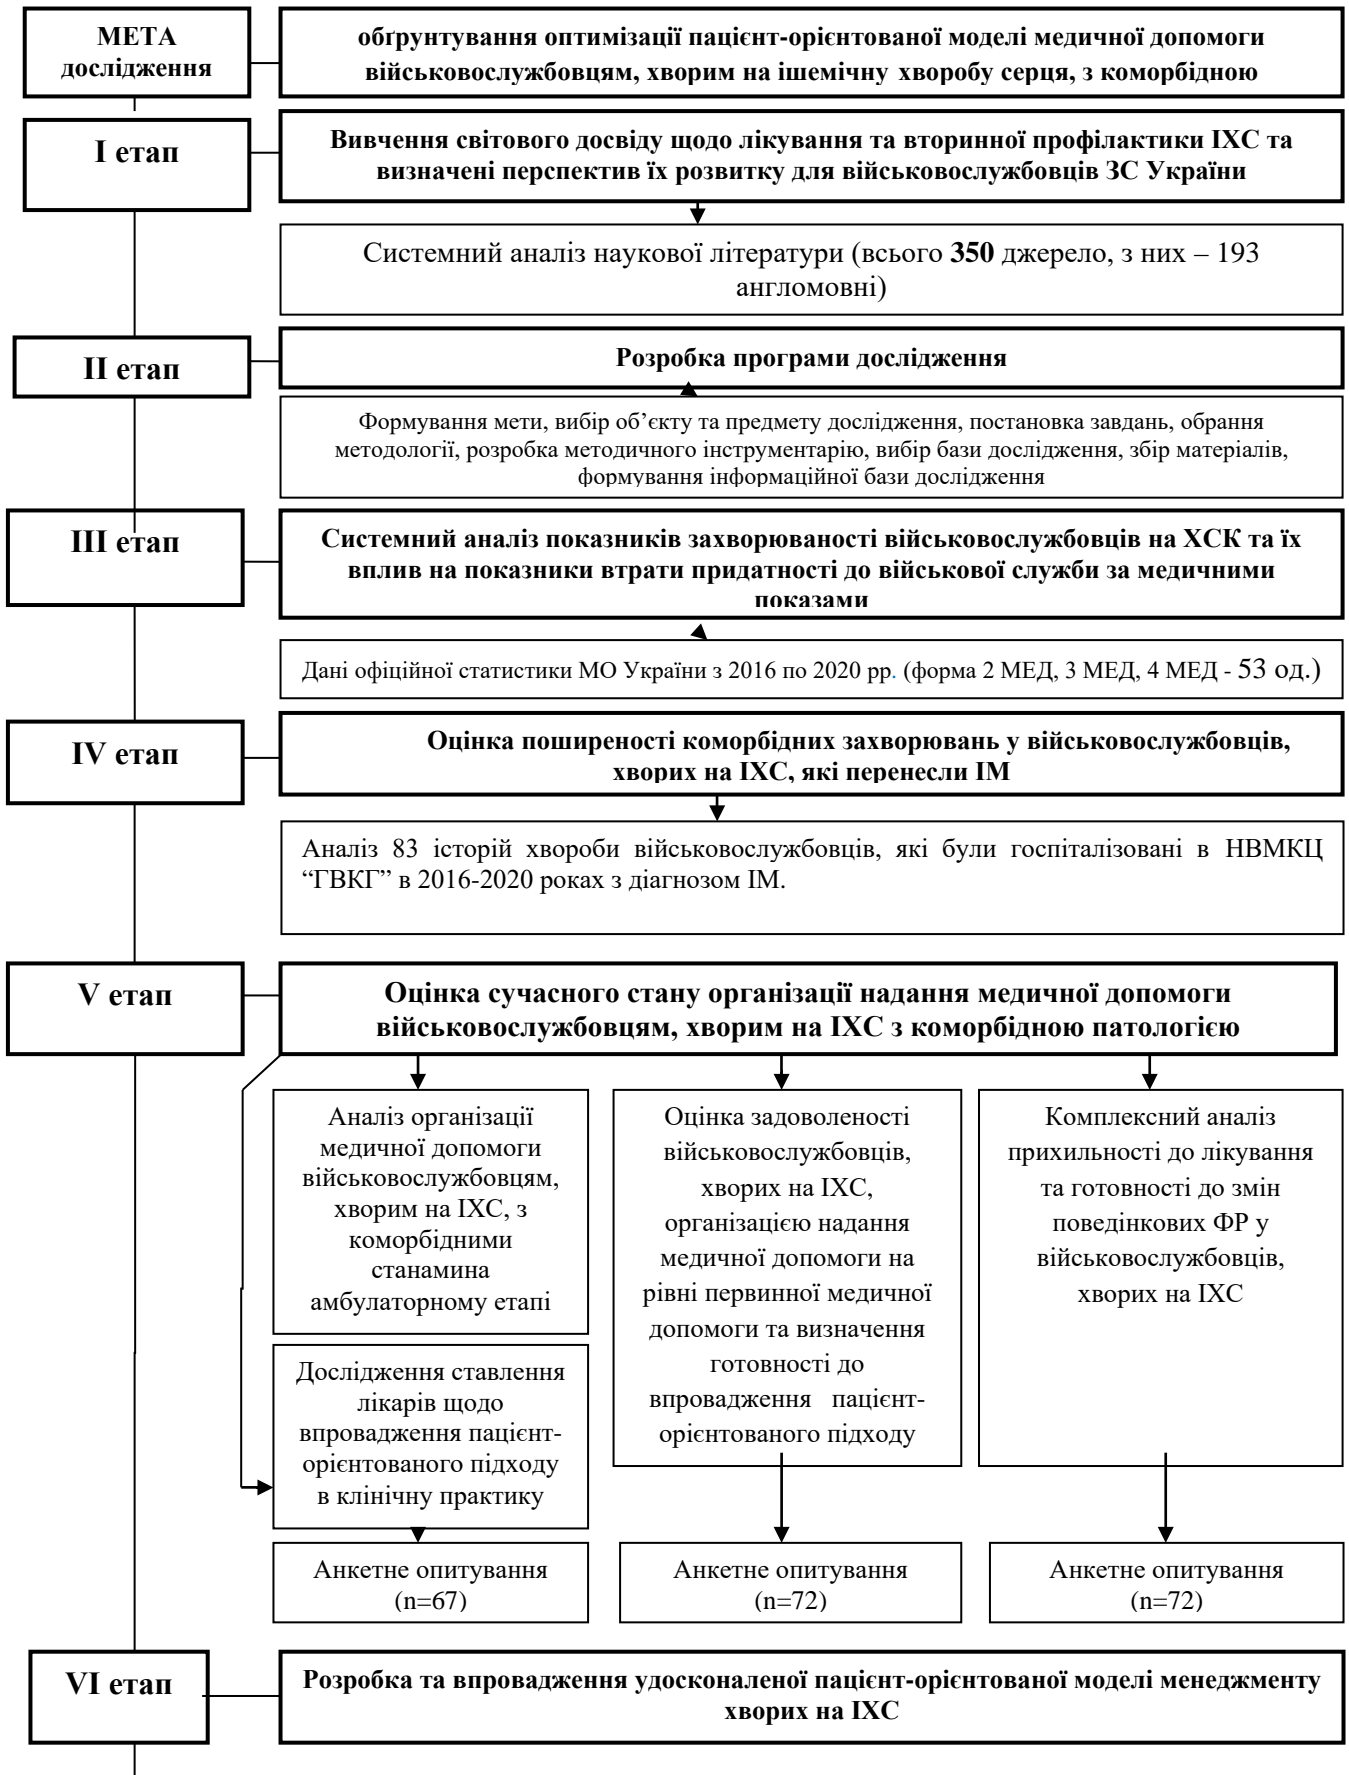 МЕТА
дослідження
обґрунтування оптимізації пацієнт-орієнтованої моделі медичної допомоги
військовослужбовцям, хворим на ішемічну хворобу серця, з коморбідною
І етап
Вивчення світового досвіду щодо лікування та вторинної профілактики ІХС та
визначені перспектив їх розвитку для військовослужбовців ЗС України
Системний аналіз наукової літератури (всього 350 джерело, з них – 193
англомовні)
ІІ етап
Розробка програми дослідження
Формування мети, вибір об’єкту та предмету дослідження, постановка завдань, обрання
методології, розробка методичного інструментарію, вибір бази дослідження, збір матеріалів,
формування інформаційної бази дослідження
ІІІ етап
Системний аналіз показників захворюваності військовослужбовців на ХСК та їх
вплив на показники втрати придатності до військової служби за медичними
показами
Дані офіційної статистики МО України з 2016 по 2020 рр. (форма 2 МЕД, 3 МЕД, 4 МЕД - 53 од.)
IV етап
Оцінка поширеності коморбідних захворювань у військовослужбовців,
хворих на ІХС, які перенесли ІМ
Аналіз 83 історій хвороби військовослужбовців, які були госпіталізовані в НВМКЦ
“ГВКГ” в 2016-2020 роках з діагнозом ІМ.
V етап
Оцінка сучасного стану організації надання медичної допомоги
військовослужбовцям, хворим на ІХС з коморбідною патологією
Аналіз організації
медичної допомоги
військовослужбовцям,
хворим на ІХС, з
коморбідними
станамина
амбулаторному етапі
Дослідження ставлення
лікарів щодо
впровадження пацієнт-
орієнтованого підходу
в клінічну практику
Анкетне опитування
(n=67)
Оцінка задоволеності
військовослужбовців,
хворих на ІХС,
організацією надання
медичної допомоги на
рівні первинної медичної
допомоги та визначення
готовності до
впровадження пацієнт-
орієнтованого підходу
Анкетне опитування
(n=72)
Комплексний аналіз
прихильності до лікування
та готовності до змін
поведінкових ФР у
військовослужбовців,
хворих на ІХС
Анкетне опитування
(n=72)
VI етап
Розробка та впровадження удосконаленої пацієнт-орієнтованої моделі менеджменту
хворих на ІХС